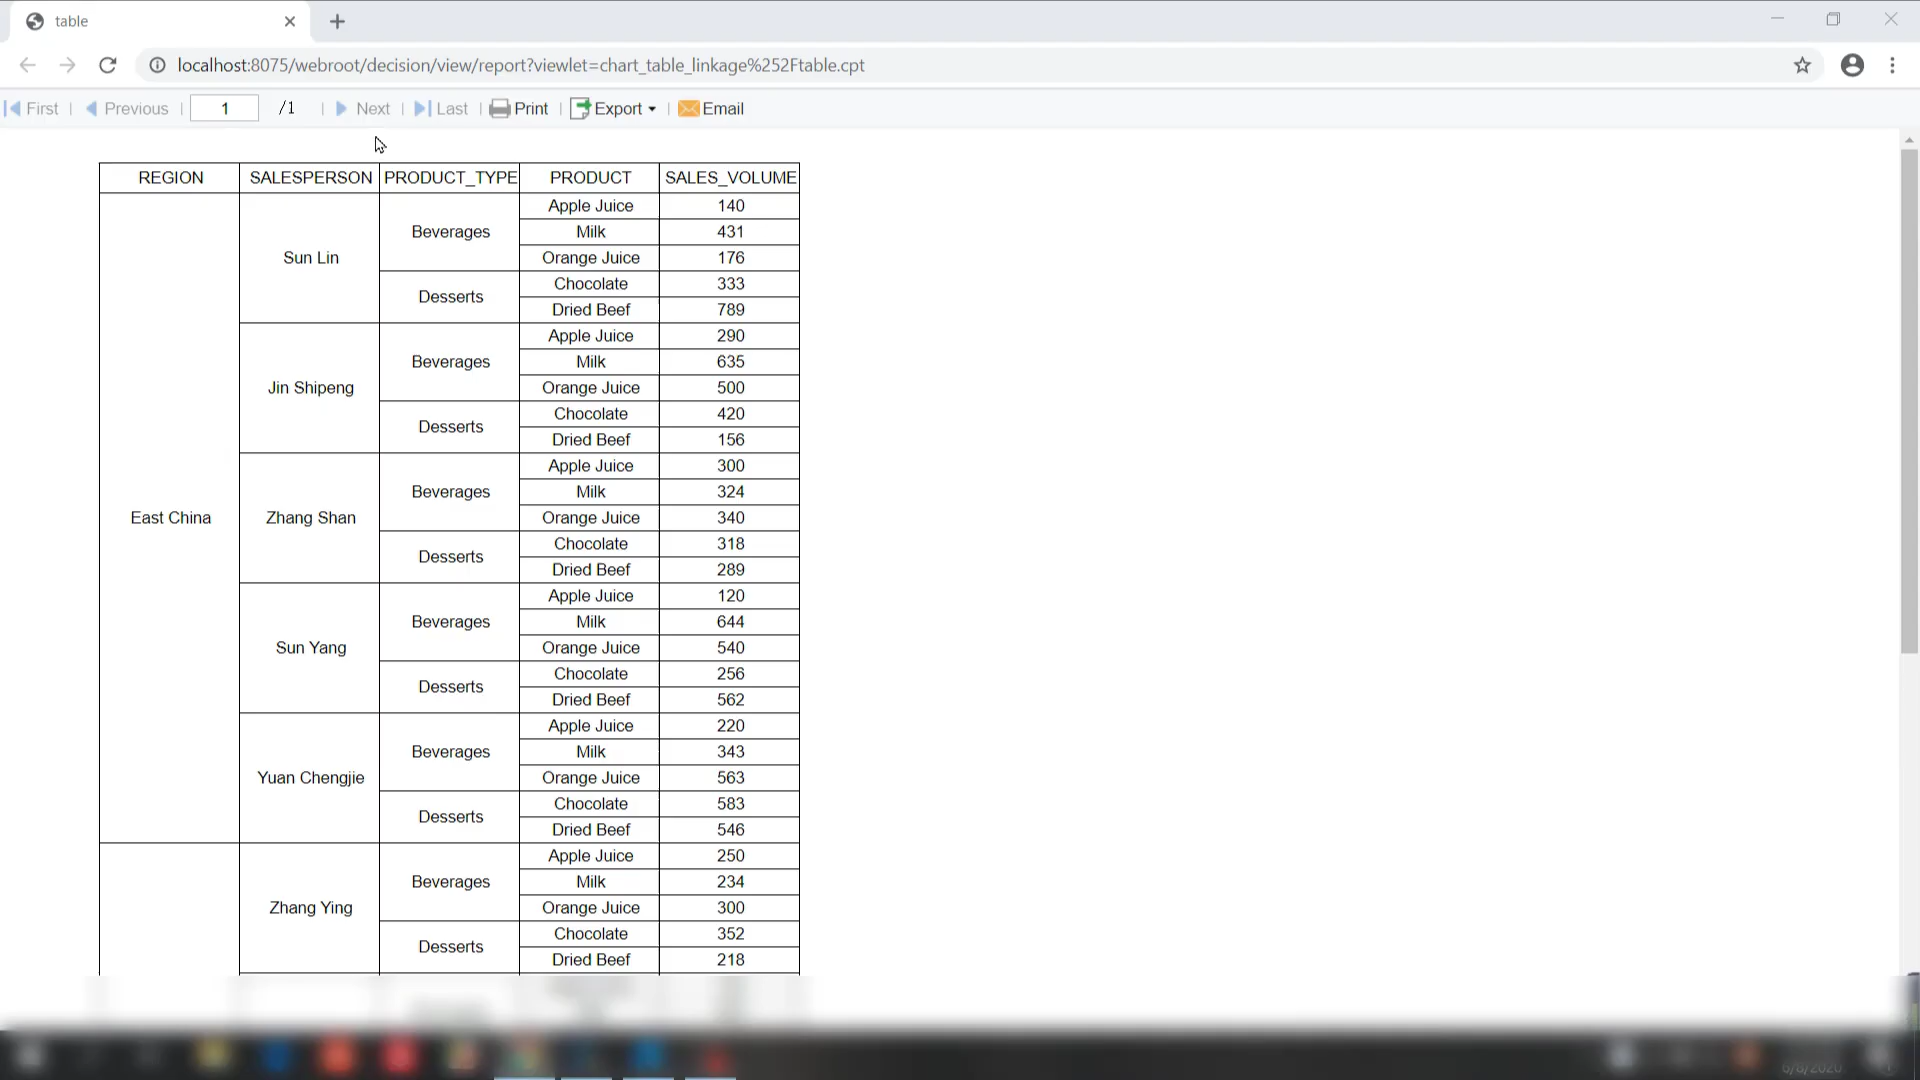 table
localhost:8075/webroot/decision/view/report?viewlet=chart_table_linkage%252Ftable.cpt
First | Previous | 1 /1 | Next | Last | Print | Export | Email
REGION SALESPERSON PRODUCT_TYPE PRODUCT SALES_VOLUME
Apple Juice 140
Beverages Milk 431
Sun Lin Orange Juice 176
Desserts Chocolate 333
Dried Beef 789
Apple Juice 290
Beverages Milk 635
Jin Shipeng Orange Juice 500
Desserts Chocolate 420
Dried Beef 156
Apple Juice 300
Beverages Milk 324
East China Zhang Shan Orange Juice 340
Desserts Chocolate 318
Dried Beef 289
Apple Juice 120
Beverages Milk 644
Sun Yang Orange Juice 540
Desserts Chocolate 256
Dried Beef 562
Apple Juice 220
Beverages Milk 343
Yuan Chengjie Orange Juice 563
Desserts Chocolate 583
Dried Beef 546
Apple Juice 250
Beverages Milk 234
Zhang Ying Orange Juice 300
Desserts Chocolate 352
Dried Beef 218